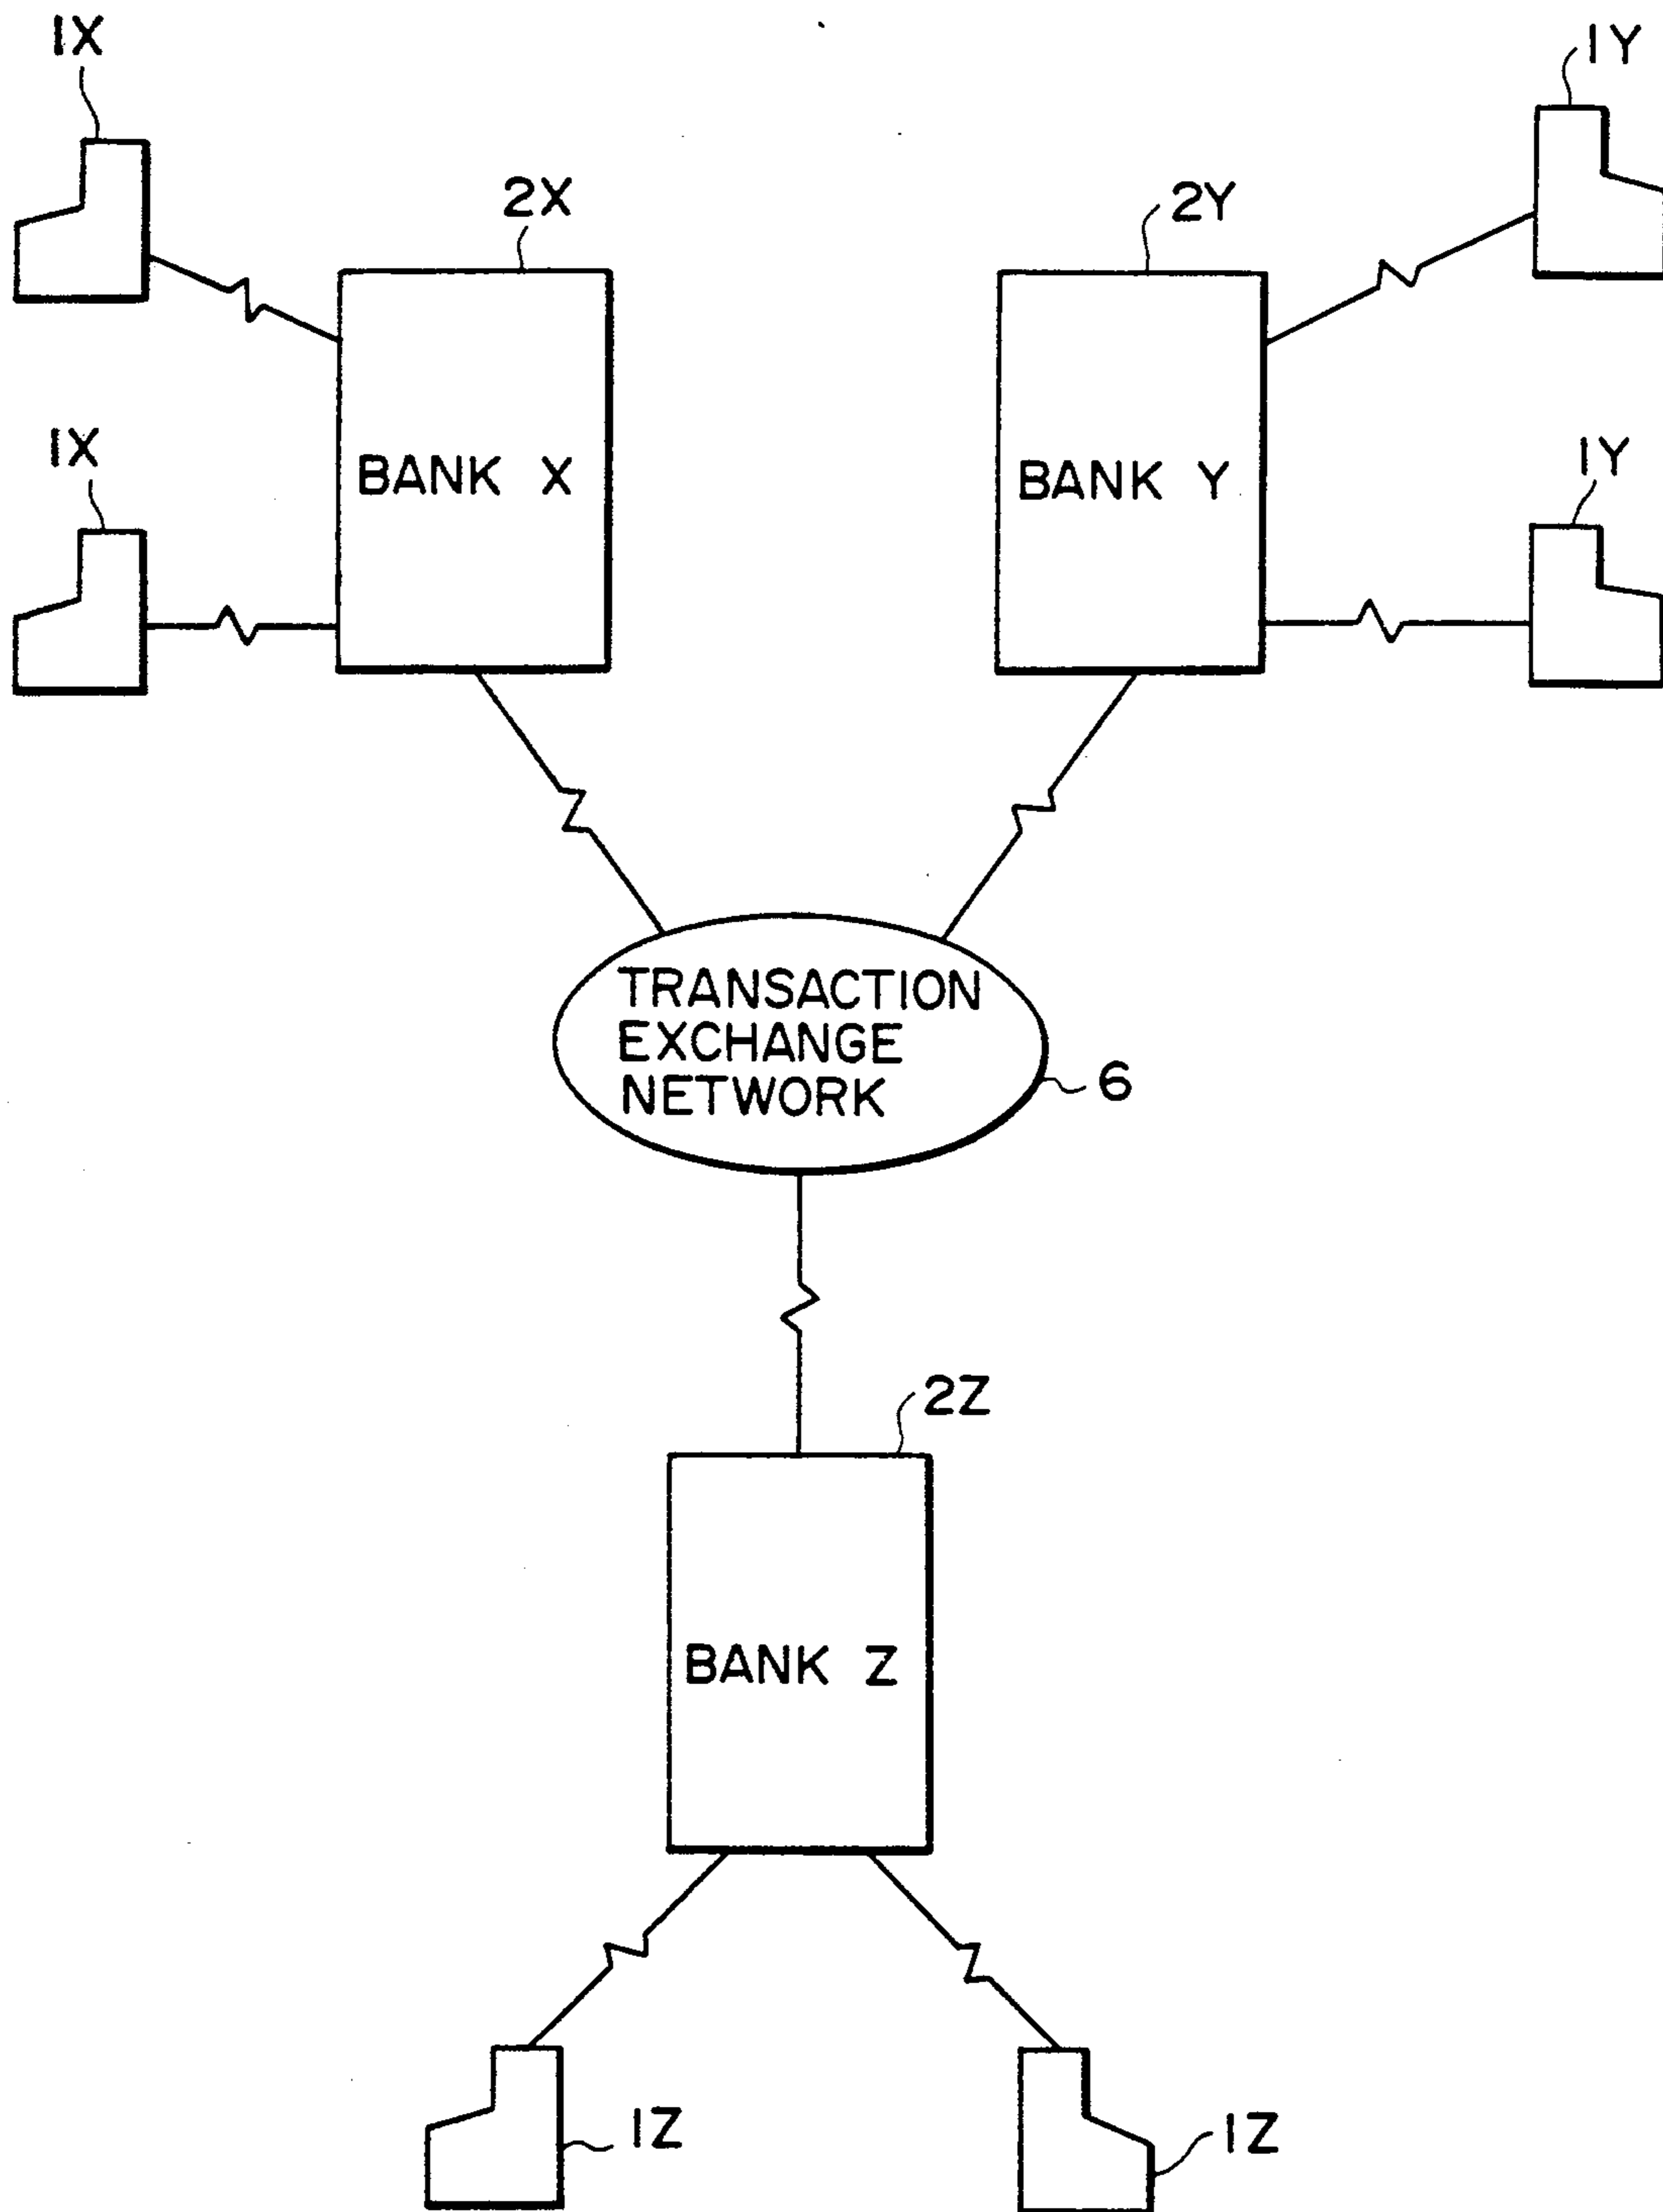 1X
1Y
2X
2Y
BANK X
BANK Y
1X
1Y
TRANSACTION
EXCHANGE
NETWORK
6
2Z
BANK Z
1Z
1Z